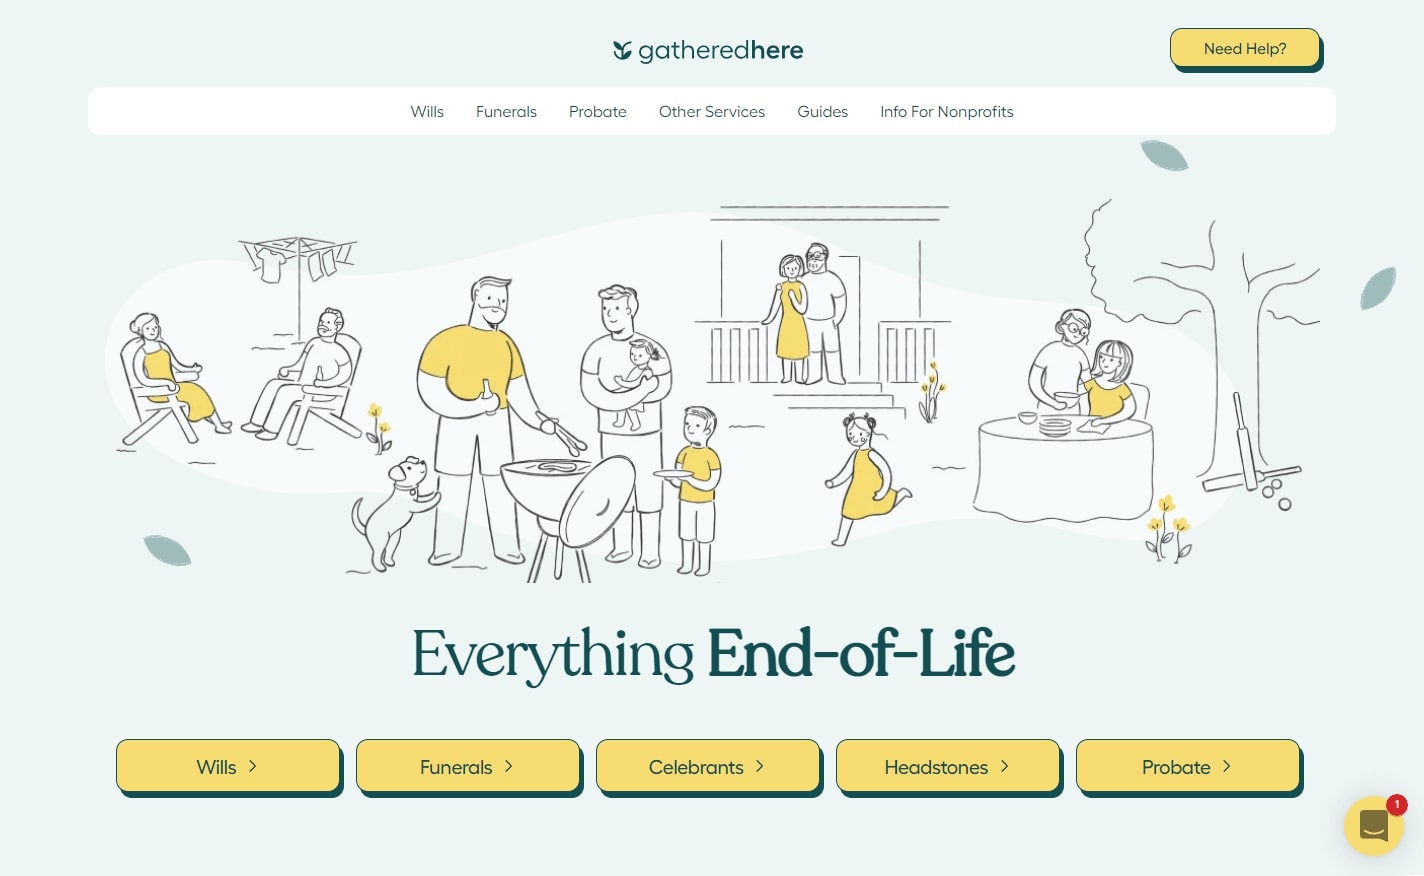 gatheredhere
Need Help?
Wills Funerals Probate Other Services Guides Info For Nonprofits
Everything End-of-Life
Wills
Funerals
Celebrants
Headstones
Probate
1